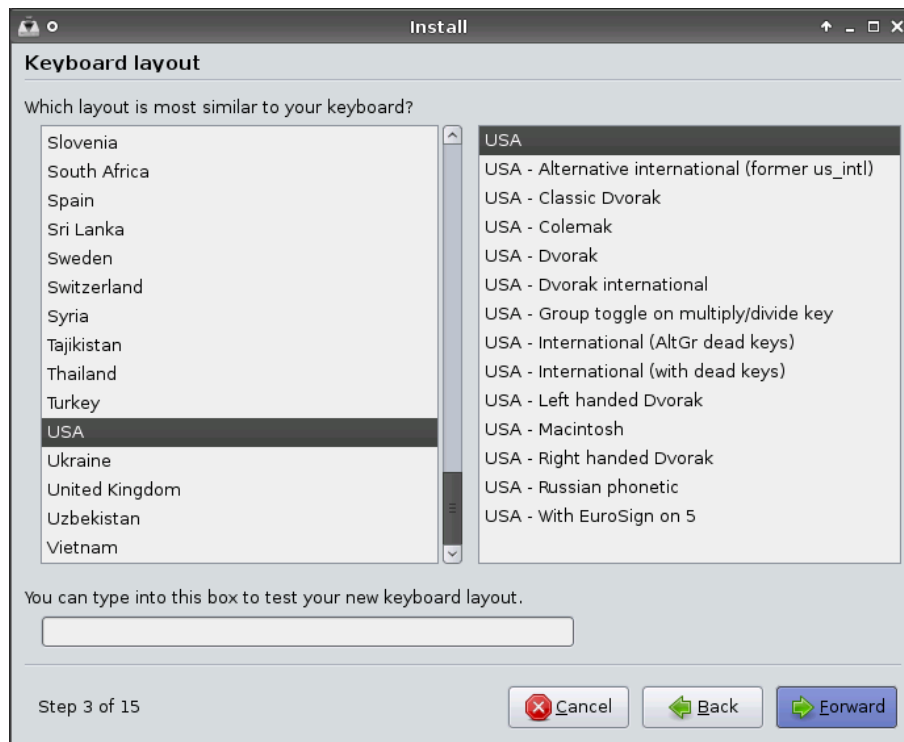 Install
Keyboard layout
Which layout is most similar to your keyboard?
Slovenia
South Africa
Spain
Sri Lanka
Sweden
Switzerland
Syria
Tajikistan
Thailand
Turkey
USA
Ukraine
United Kingdom
Uzbekistan
Vietnam
USA
USA - Alternative international (former us_intl)
USA - Classic Dvorak
USA - Colemak
USA - Dvorak
USA - Dvorak international
USA - Group toggle on multiply/divide key
USA - International (AltGr dead keys)
USA - International (with dead keys)
USA - Left handed Dvorak
USA - Macintosh
USA - Right handed Dvorak
USA - Russian phonetic
USA - With EuroSign on 5
You can type into this box to test your new keyboard layout.
Step 3 of 15
Cancel
Back
Forward